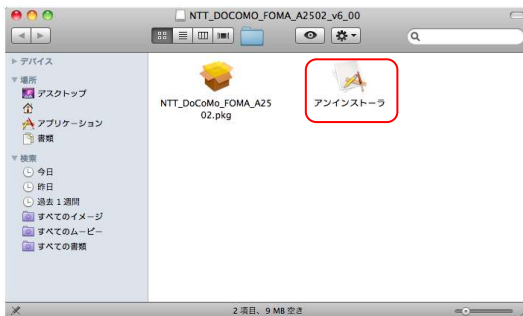 NTT_DOCOMO_FOMA_A2502_v6_00
デバイス
場所
デスクトップ
アプリケーション
書類
検索
今日
昨日
過去 1 週間
すべてのイメージ
すべてのムービー
すべての書類
NTT_DoCoMo_FOMA_A25
02.pkg
アンインストーラ
2 項目、9 MB 空き